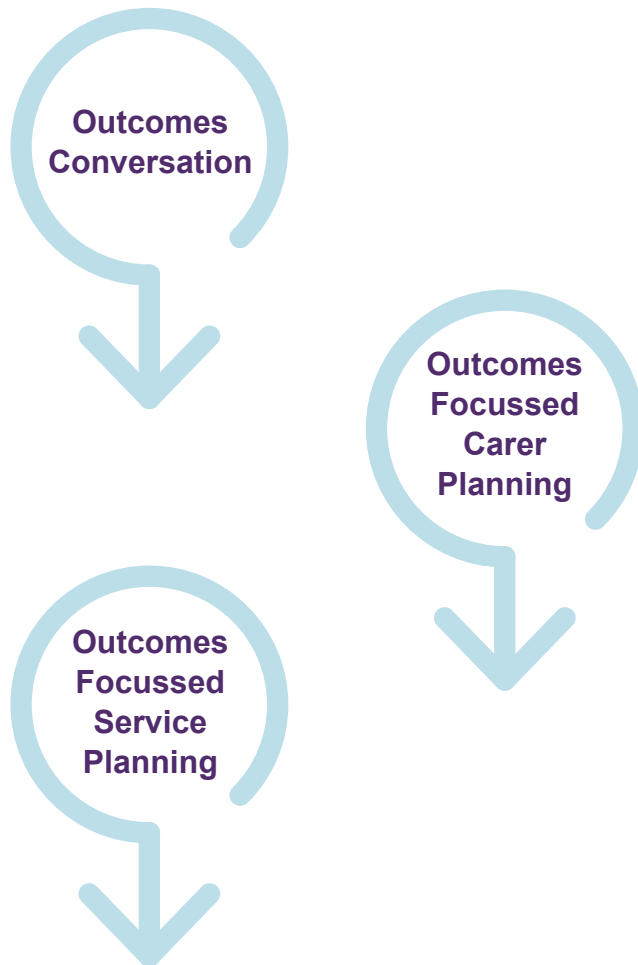 Outcomes
Conversation
Outcomes
Focussed
Carer
Planning
Outcomes
Focussed
Service
Planning